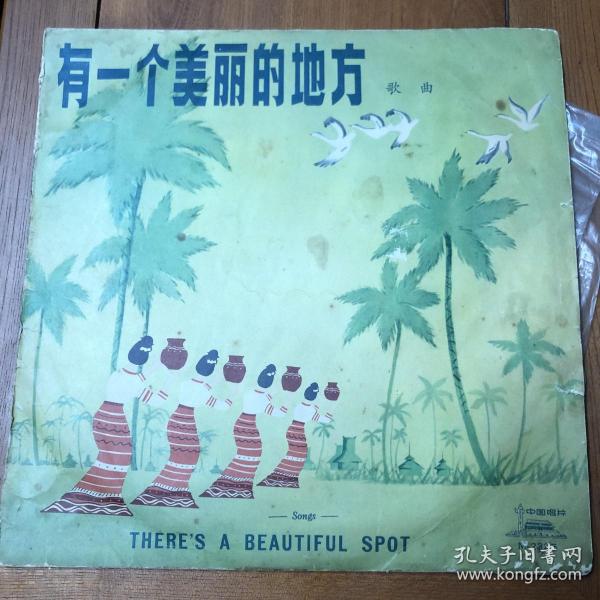 有一个美丽的地方
歌曲
Songs
THERE'S A BEAUTIFUL SPOT
中国唱片
孔夫子旧书网
www.kongfz.com